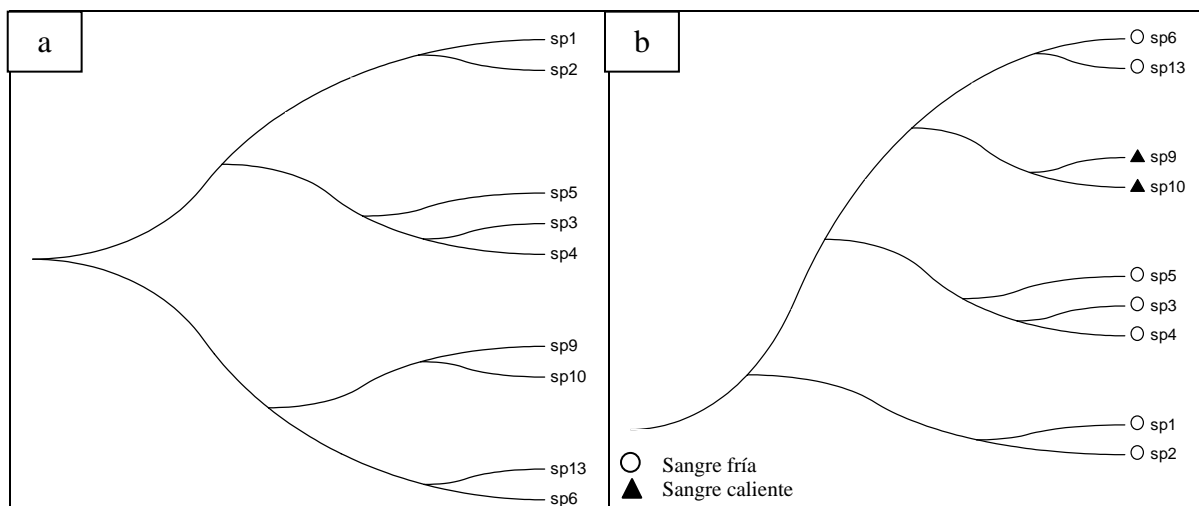 a
sp1
sp2
sp5
sp3
sp4
sp9
sp10
sp13
sp6
b
sp6
sp13
sp9
sp10
sp5
sp3
sp4
sp1
sp2
Sangre fría
Sangre caliente